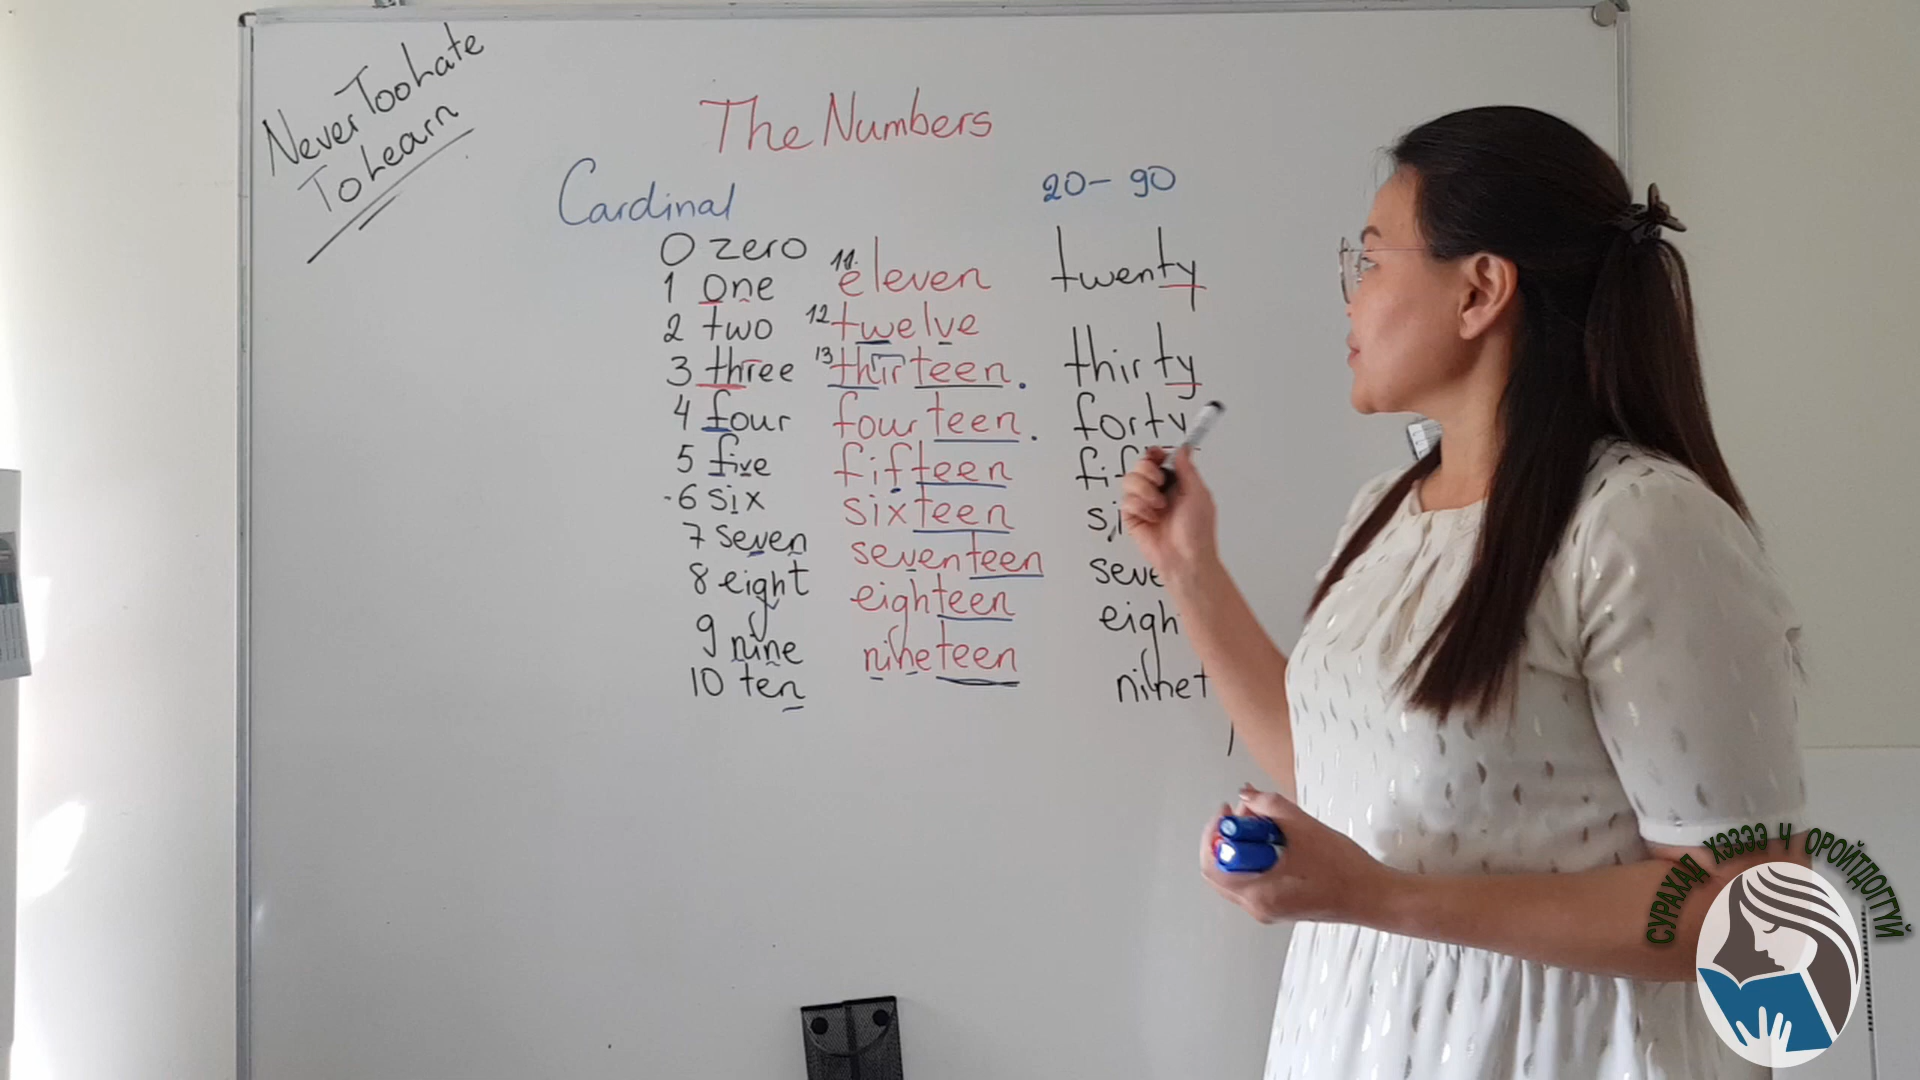 Never Too Late
To Learn
The Numbers
Cardinal
0 zero
1 one
2 two
3 three
4 four
5 five
6 six
7 seven
8 eight
9 nine
10 ten
11. eleven
12 twelve
13 thirteen.
fourteen.
fifteen
sixteen
seventeen
eighteen
nineteen
20-90
twenty
thirty
forty
СУРАХАД ХЭЗЭЭ Ч ОРОЙТДОГГҮЙ